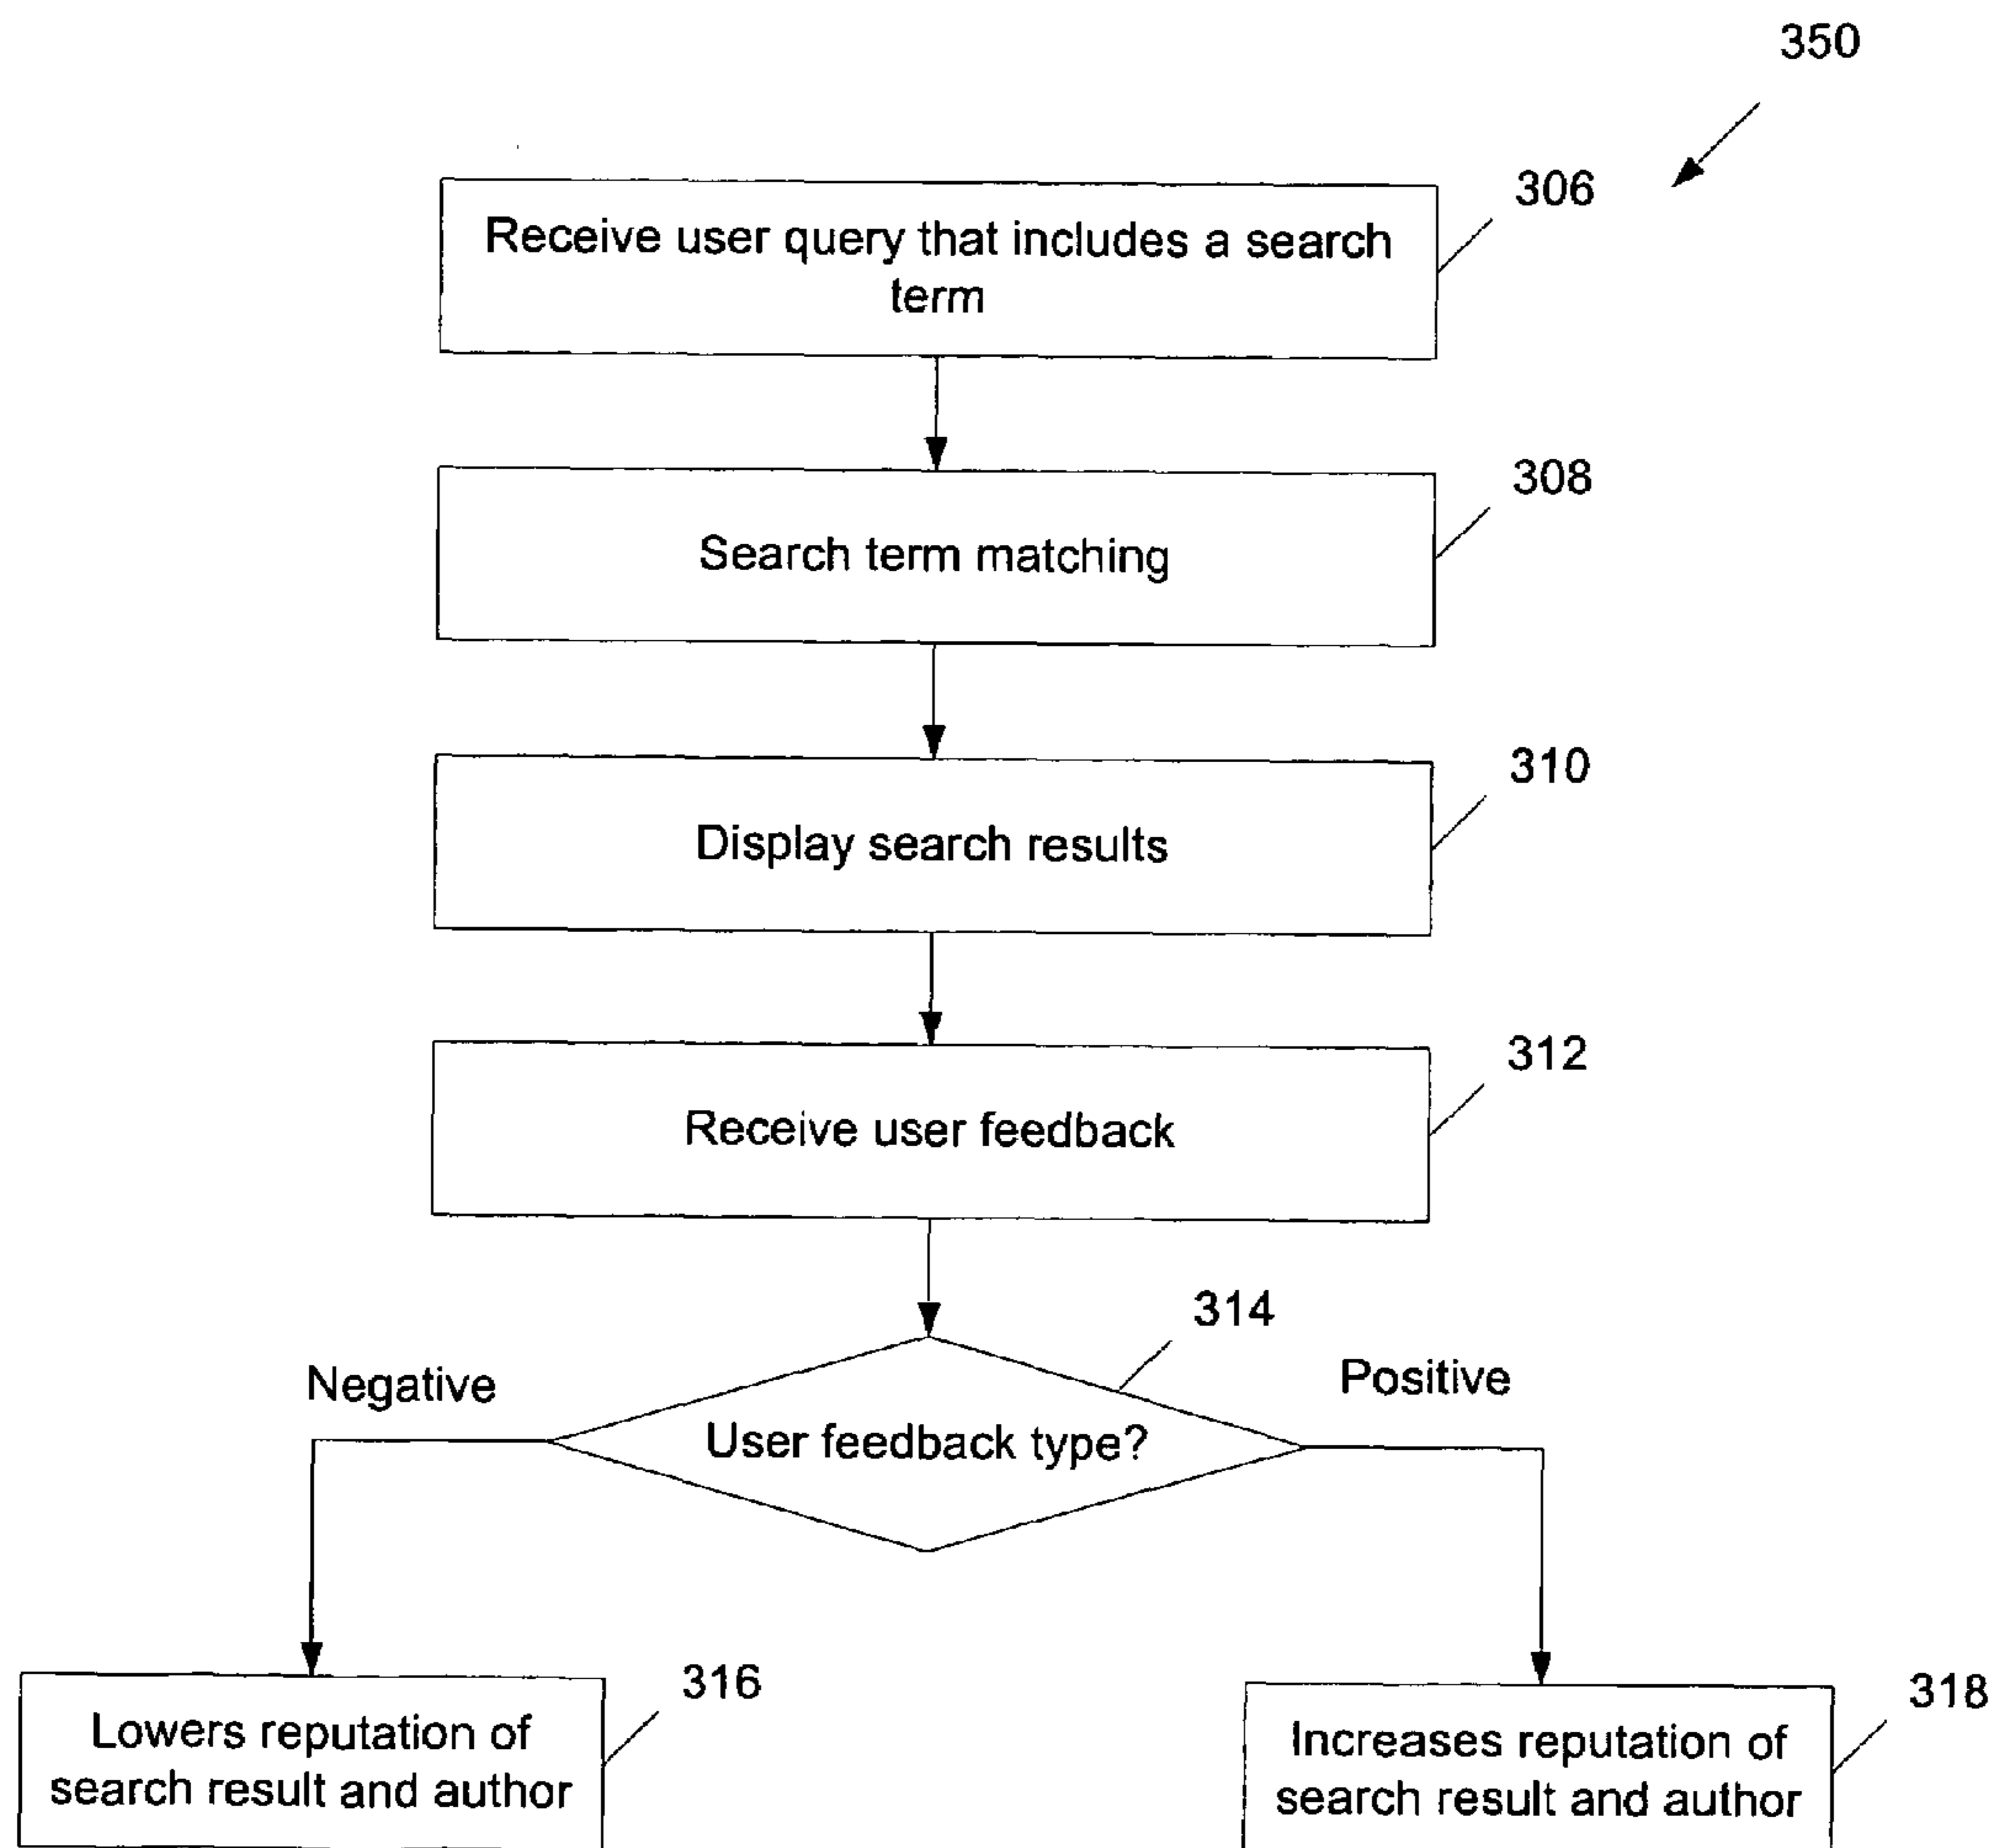 350
306
Receive user query that includes a search
term
308
Search term matching
310
Display search results
312
Receive user feedback
314
Negative
Positive
User feedback type?
316
Lowers reputation of
search result and author
318
Increases reputation of
search result and author